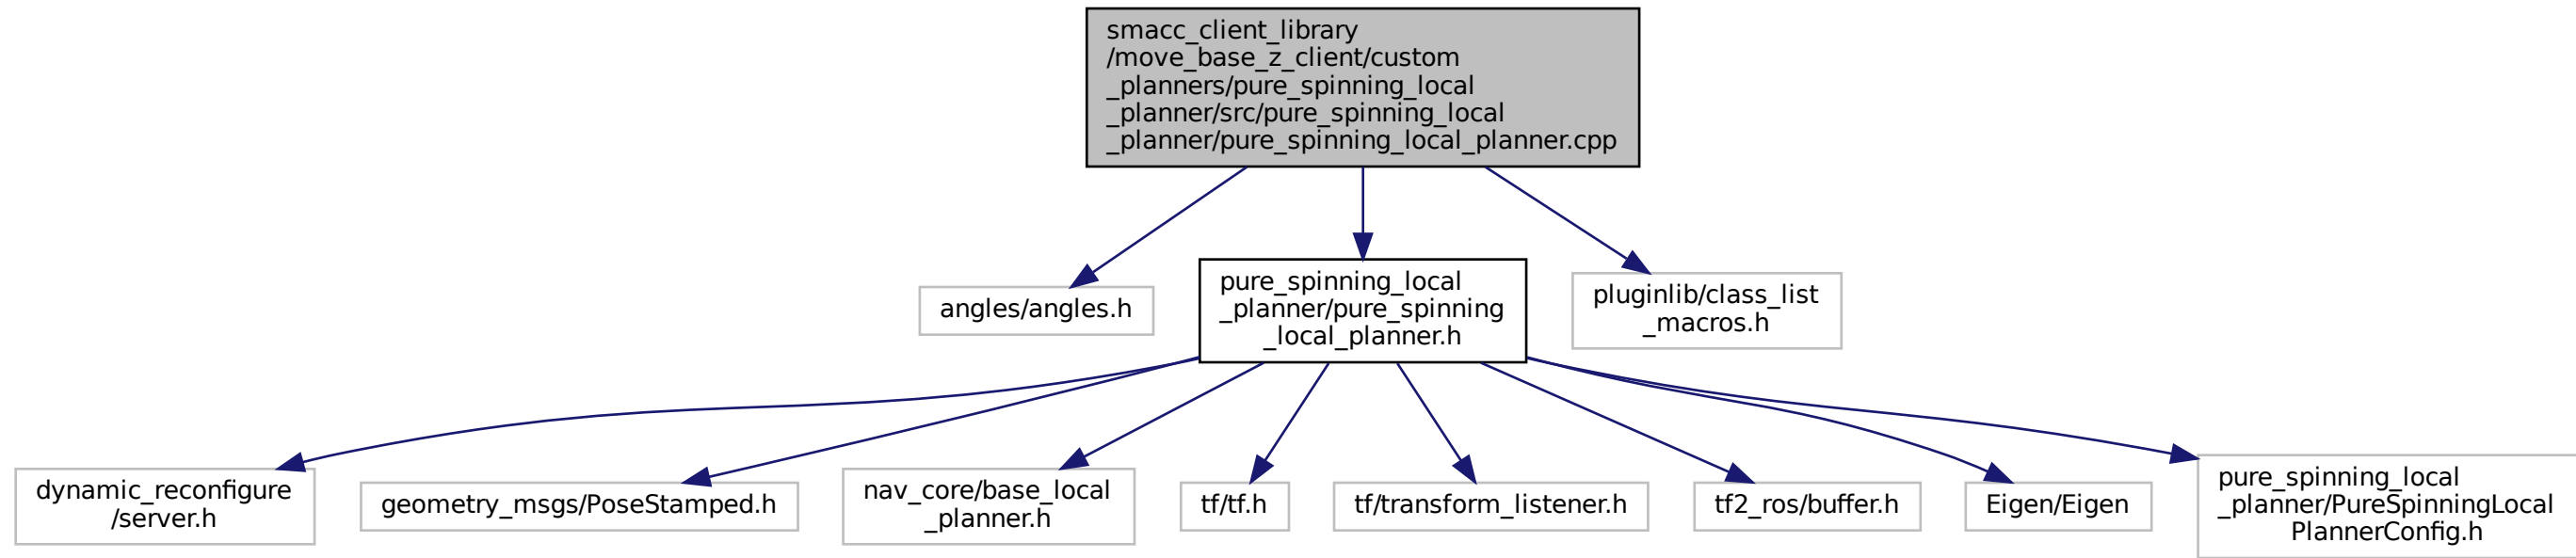 smacc_client_library
/move_base_z_client/custom
_planners/pure_spinning_local
_planner/src/pure_spinning_local
_planner/pure_spinning_local_planner.cpp
angles/angles.h
pure_spinning_local
_planner/pure_spinning
_local_planner.h
pluginlib/class_list
_macros.h
dynamic_reconfigure
/server.h
geometry_msgs/PoseStamped.h
nav_core/base_local
_planner.h
tf/tf.h
tf/transform_listener.h
tf2_ros/buffer.h
Eigen/Eigen
pure_spinning_local
_planner/PureSpinningLocal
PlannerConfig.h